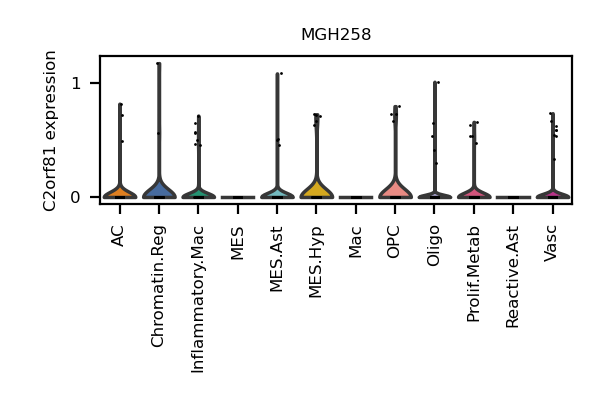 MGH258
C2orf81 expression
1
0
AC
Chromatin.Reg
Inflammatory.Mac
MES
MES.Ast
MES.Hyp
Mac
OPC
Oligo
Prolif.Metab
Reactive.Ast
Vasc